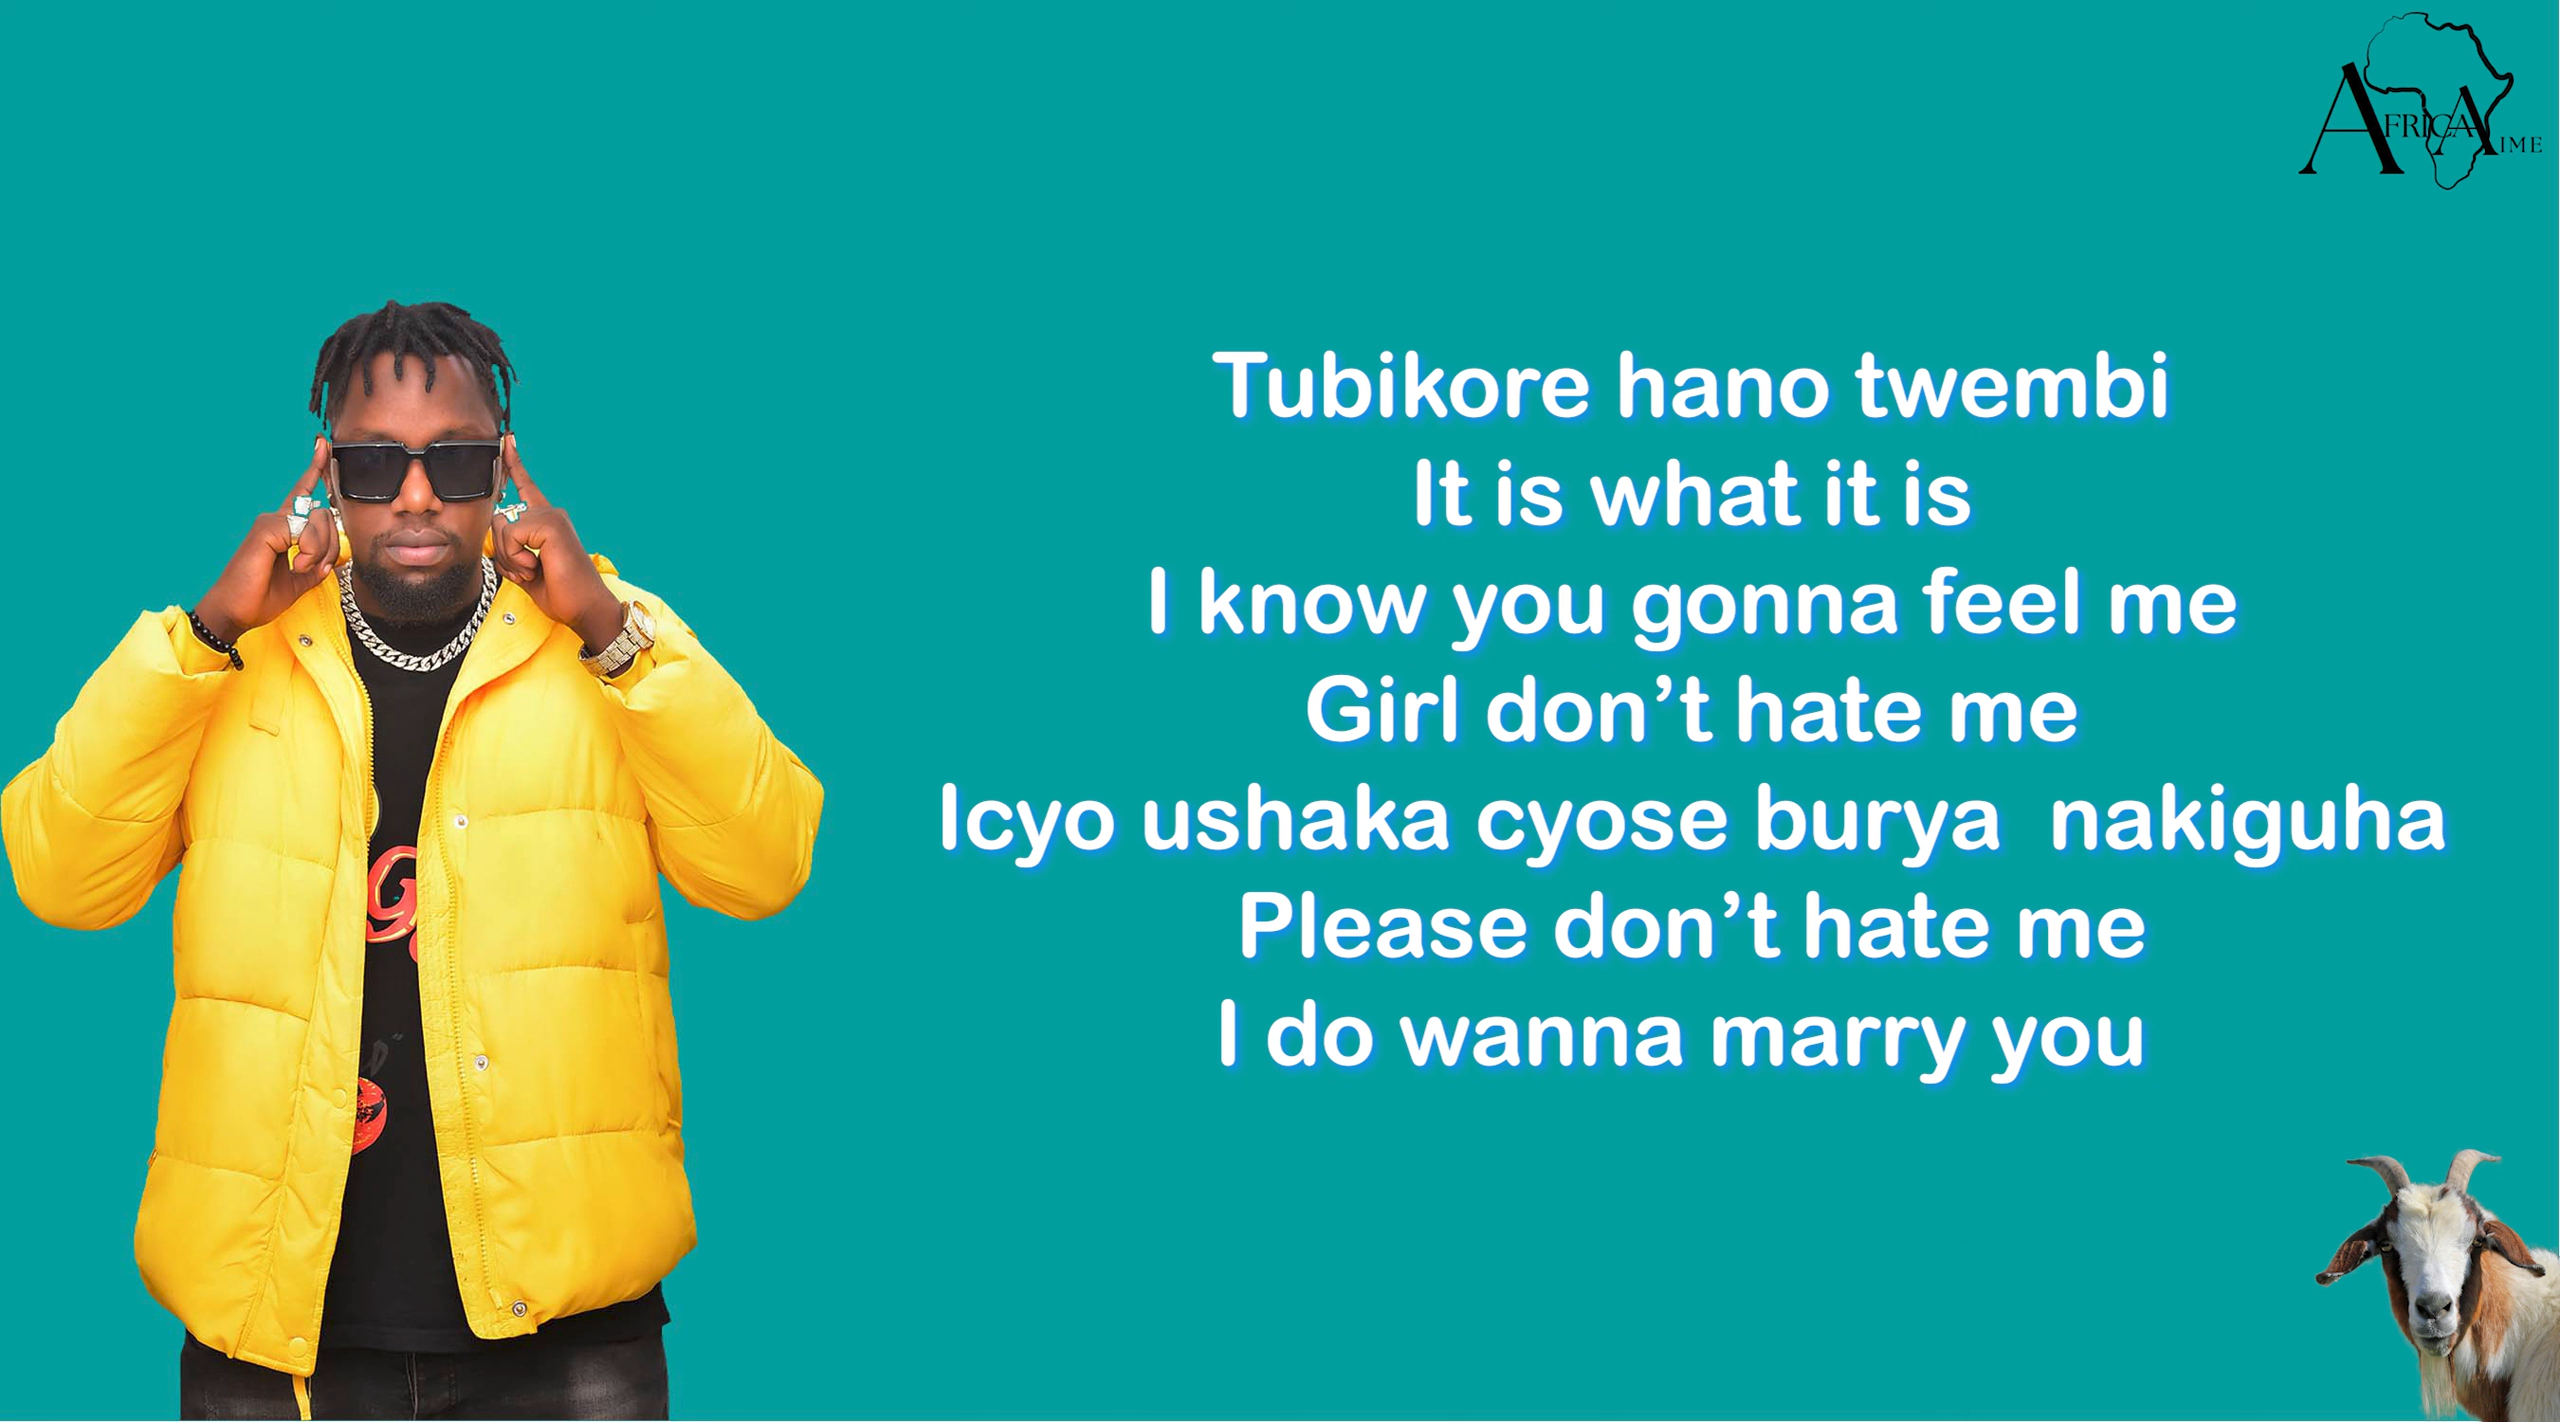 AFRICA AIME
Tubikore hano twembi
It is what it is
I know you gonna feel me
Girl don’t hate me
Icyo ushaka cyose burya  nakiguha
Please don’t hate me
I do wanna marry you